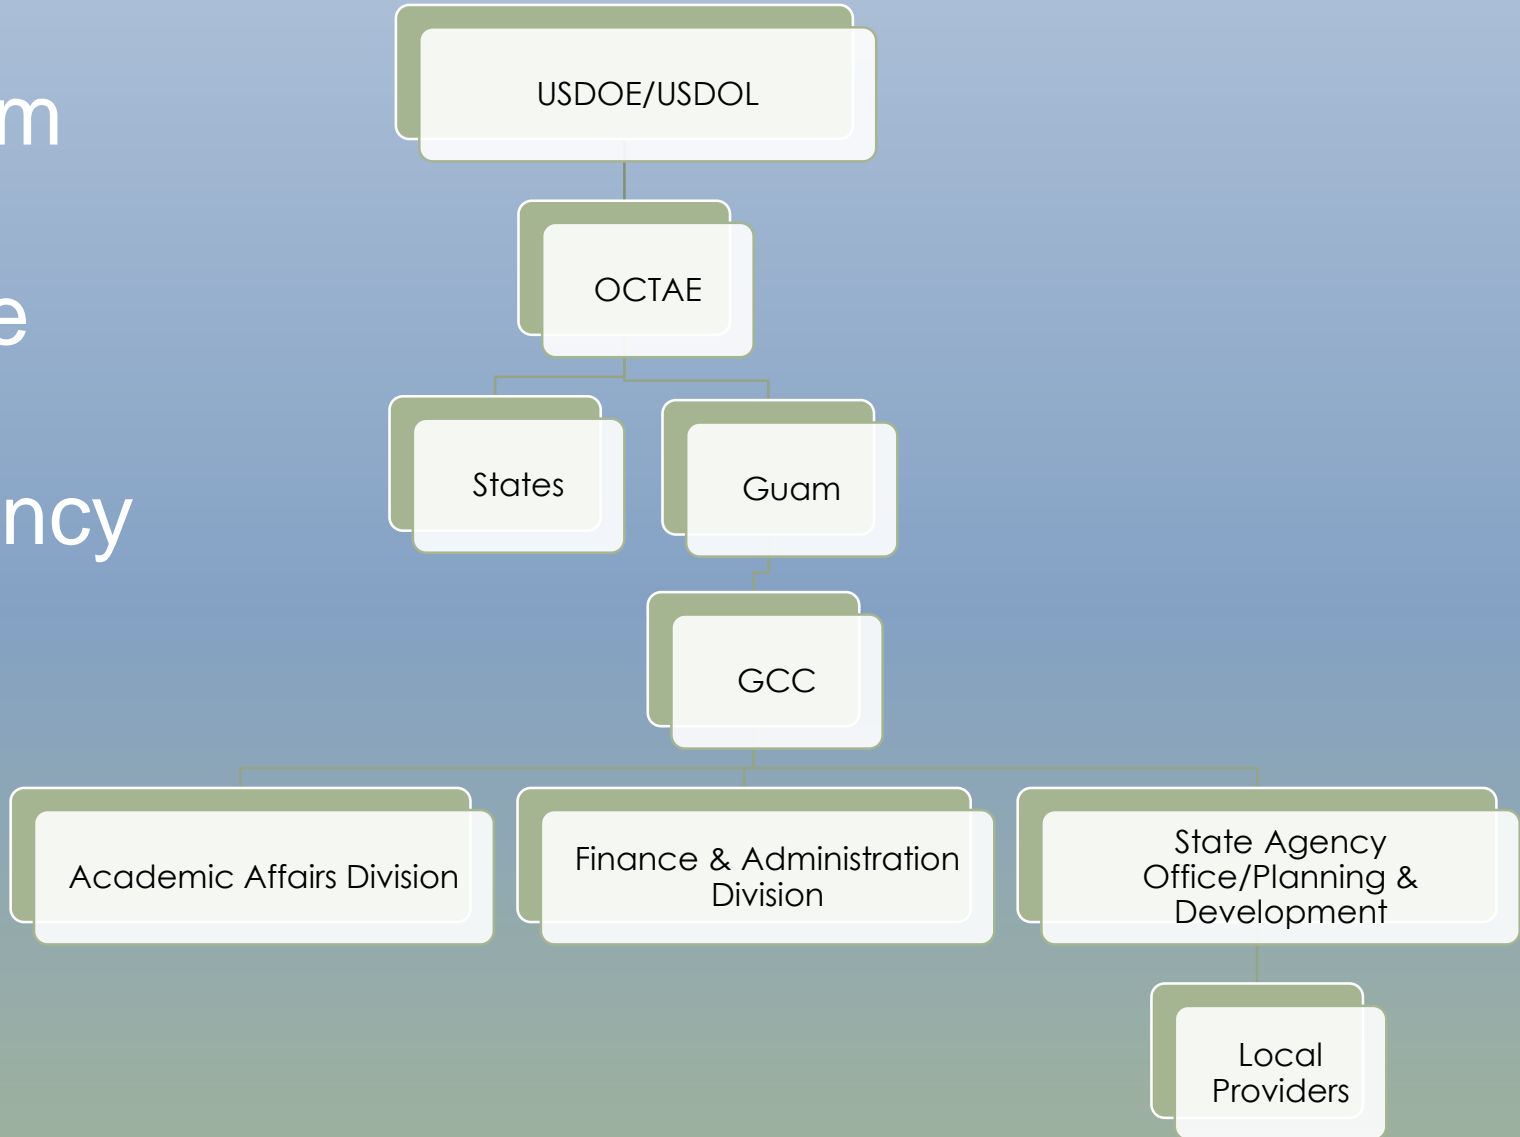 m
e
ncy
USDOE/USDOL
OCTAE
States
Guam
GCC
Academic Affairs Division
Finance & Administration
Division
State Agency
Office/Planning &
Development
Local
Providers